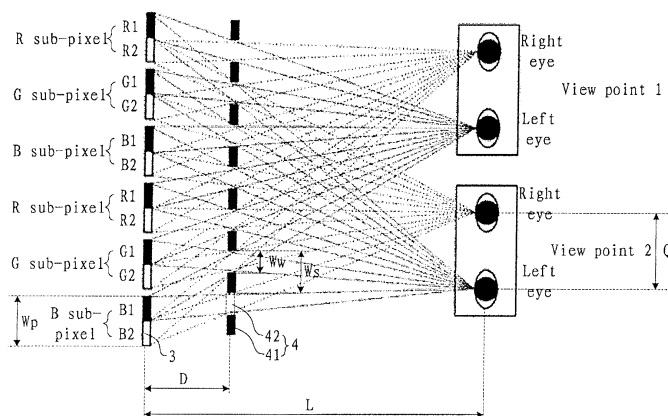 R sub-pixel
R1
R2
G sub-pixel
G1
G2
B sub-pixel
B1
B2
R sub-pixel
R1
R2
G sub-pixel
G1
G2
B sub-
pixel
B1
B2
Wp
3
Ww
Ws
42
41
4
D
L
Right
eye
View point 1
Left
eye
Right
eye
View point 2
Left
eye
Q